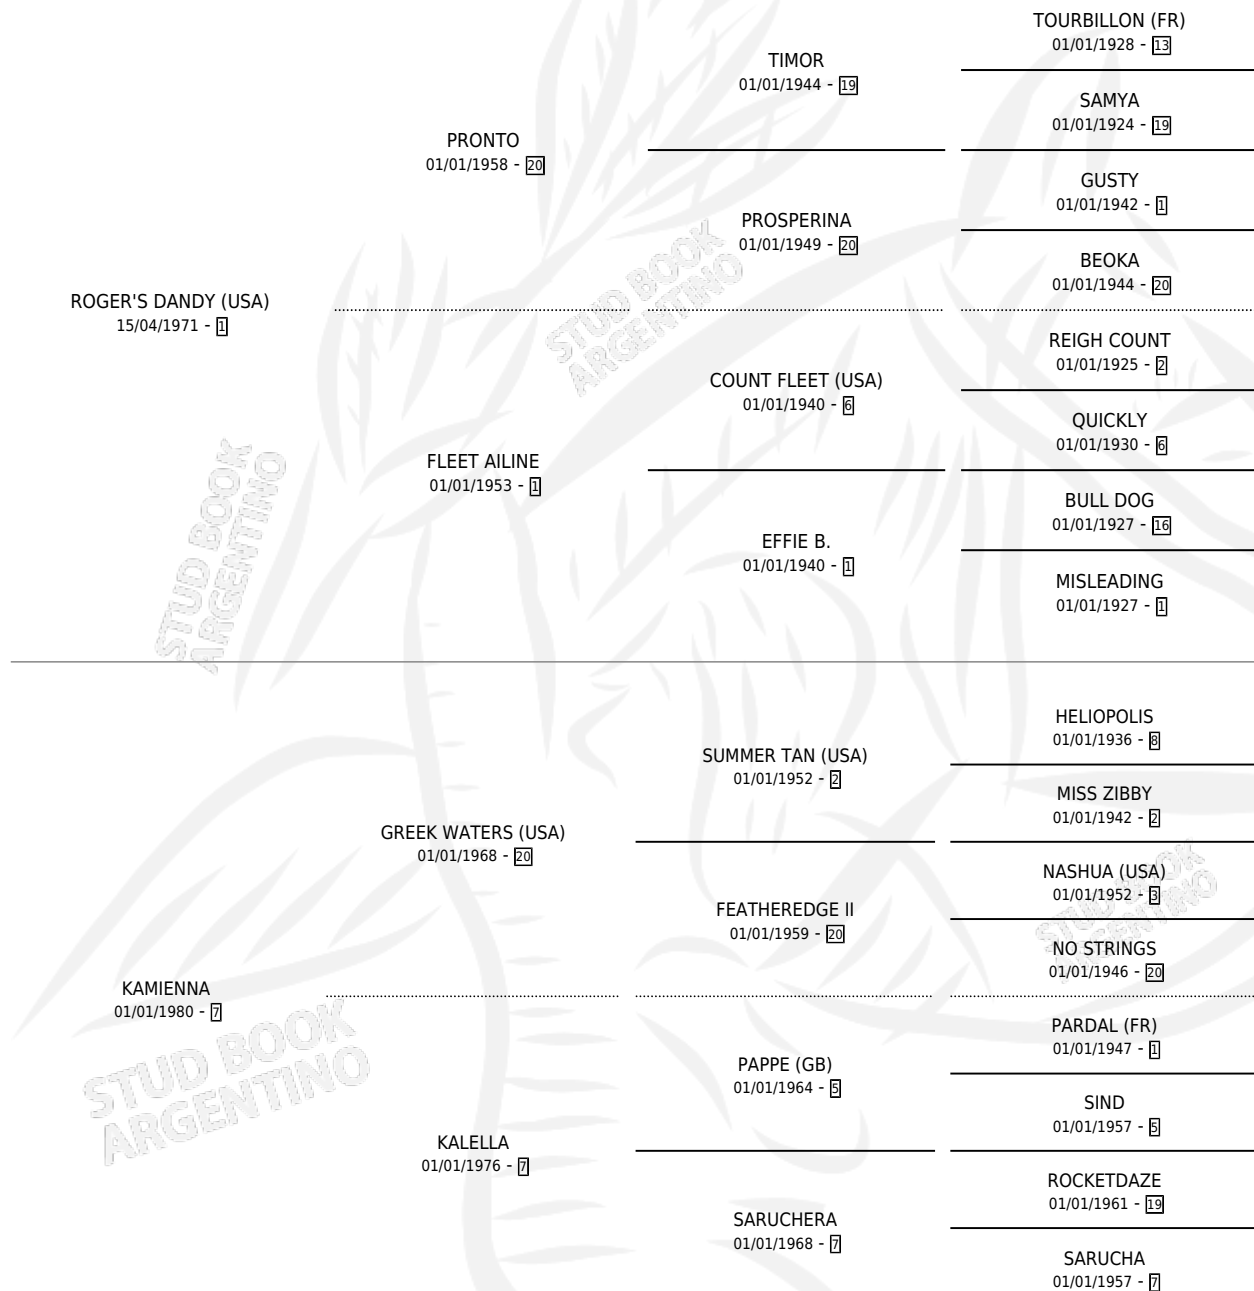 TOURBILLON (FR)
01/01/1928 - 13
TIMOR
01/01/1944 - 19
SAMYA
01/01/1924 - 19
PRONTO
01/01/1958 - 20
GUSTY
01/01/1942 - 1
PROSPERINA
01/01/1949 - 20
BEOKA
01/01/1944 - 20
ROGER'S DANDY (USA)
15/04/1971 - 1
REIGH COUNT
01/01/1925 - 2
COUNT FLEET (USA)
01/01/1940 - 6
QUICKLY
01/01/1930 - 6
FLEET AILINE
01/01/1953 - 1
BULL DOG
01/01/1927 - 16
EFFIE B.
01/01/1940 - 1
MISLEADING
01/01/1927 - 1
HELIOPOLIS
01/01/1936 - 8
SUMMER TAN (USA)
01/01/1952 - 2
MISS ZIBBY
01/01/1942 - 2
GREEK WATERS (USA)
01/01/1968 - 20
NASHUA (USA)
01/01/1952 - 3
FEATHEREDGE II
01/01/1959 - 20
NO STRINGS
01/01/1946 - 20
KAMIENNA
01/01/1980 - 7
PARDAL (FR)
01/01/1947 - 1
PAPPE (GB)
01/01/1964 - 5
SIND
01/01/1957 - 5
KALELLA
01/01/1976 - 7
ROCKETDAZE
01/01/1961 - 19
SARUCHERA
01/01/1968 - 7
SARUCHA
01/01/1957 - 7
STUD BOOK
ARGENTINO
STUD BOOK
ARGENTINO
STUD BOOK
ARGENTINO
STUD BOOK
ARGENTINO